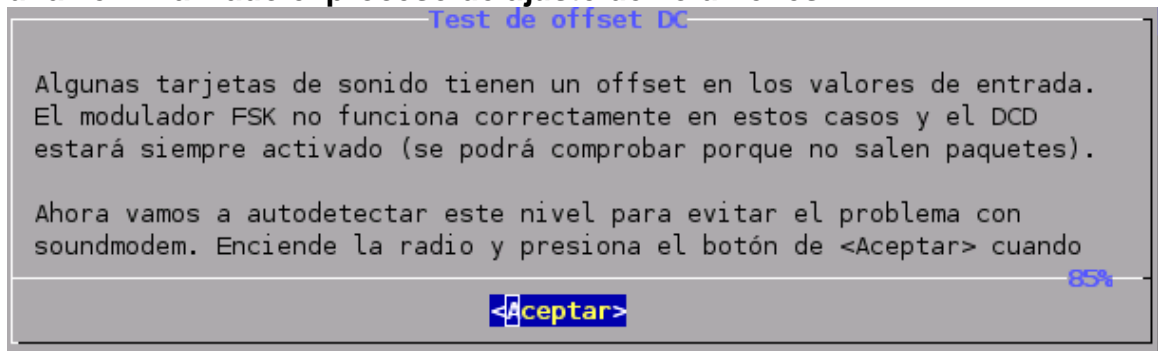 Test de offset DC
Algunas tarjetas de sonido tienen un offset en los valores de entrada.
El modulador FSK no funciona correctamente en estos casos y el DCD
estará siempre activado (se podrá comprobar porque no salen paquetes).
Ahora vamos a autodetectar este nivel para evitar el problema con
soundmodem. Enciende la radio y presiona el botón de <Aceptar> cuando
85%
<Aceptar>